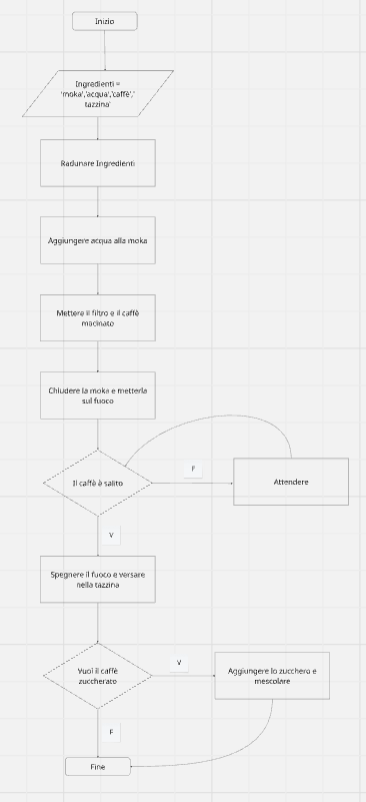 Inizio
Ingredienti =
'moka','acqua','caffè','
tazzina'
Radunare Ingredienti
Aggiungere acqua alla moka
Mettere il filtro e il caffè
macinato
Chiudere la moka e metterla
sul fuoco
Il caffè è salito
F
Attendere
V
Spegnere il fuoco e versare
nella tazzina
Vuoi il caffè
zuccherato
V
Aggiungere lo zucchero e
mescolare
F
Fine